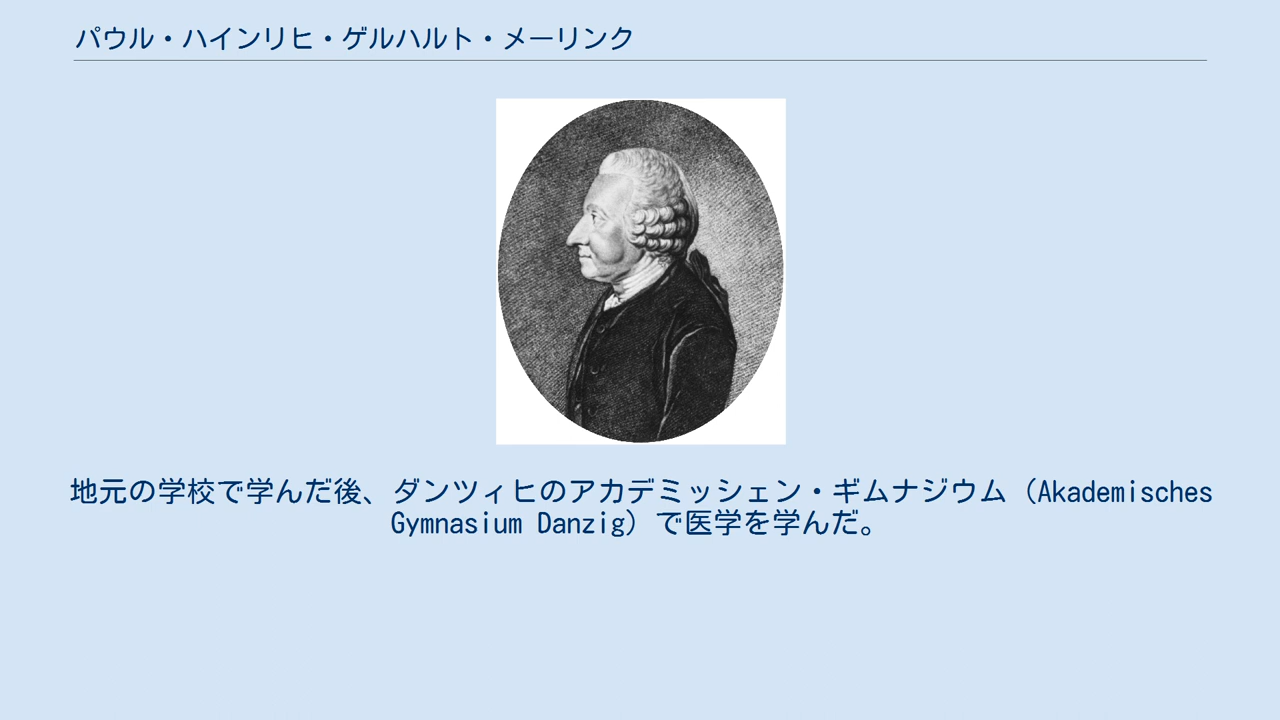 パウル・ハインリヒ・ゲルハルト・メーリンク
地元の学校で学んだ後、ダンツィヒのアカデミッシェン・ギムナジウム（Akademisches
Gymnasium Danzig）で医学を学んだ。